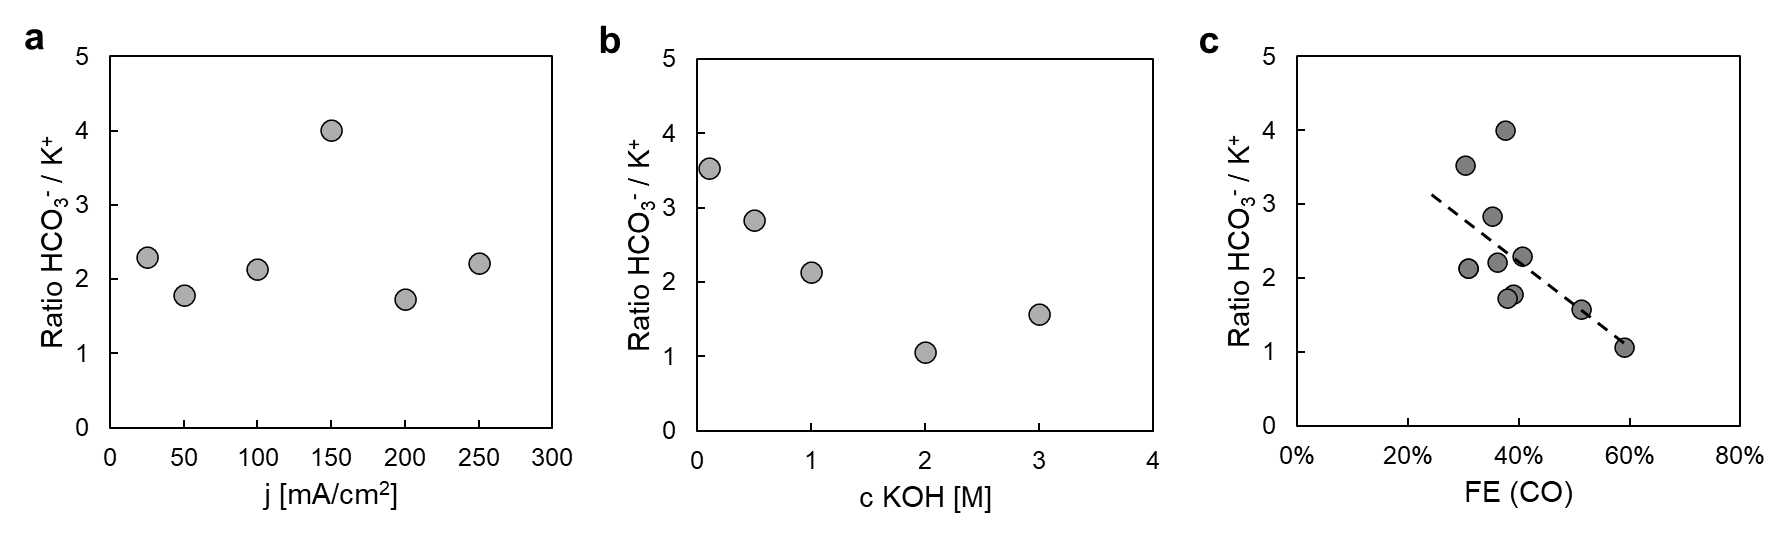 a
5
4
3
2
1
0
0 50 100 150 200 250 300
Ratio HCO₃⁻ / K⁺
j [mA/cm²]
b
5
4
3
2
1
0
0 1 2 3 4
Ratio HCO₃⁻ / K⁺
c KOH [M]
c
5
4
3
2
1
0
0% 20% 40% 60% 80%
Ratio HCO₃⁻ / K⁺
FE (CO)